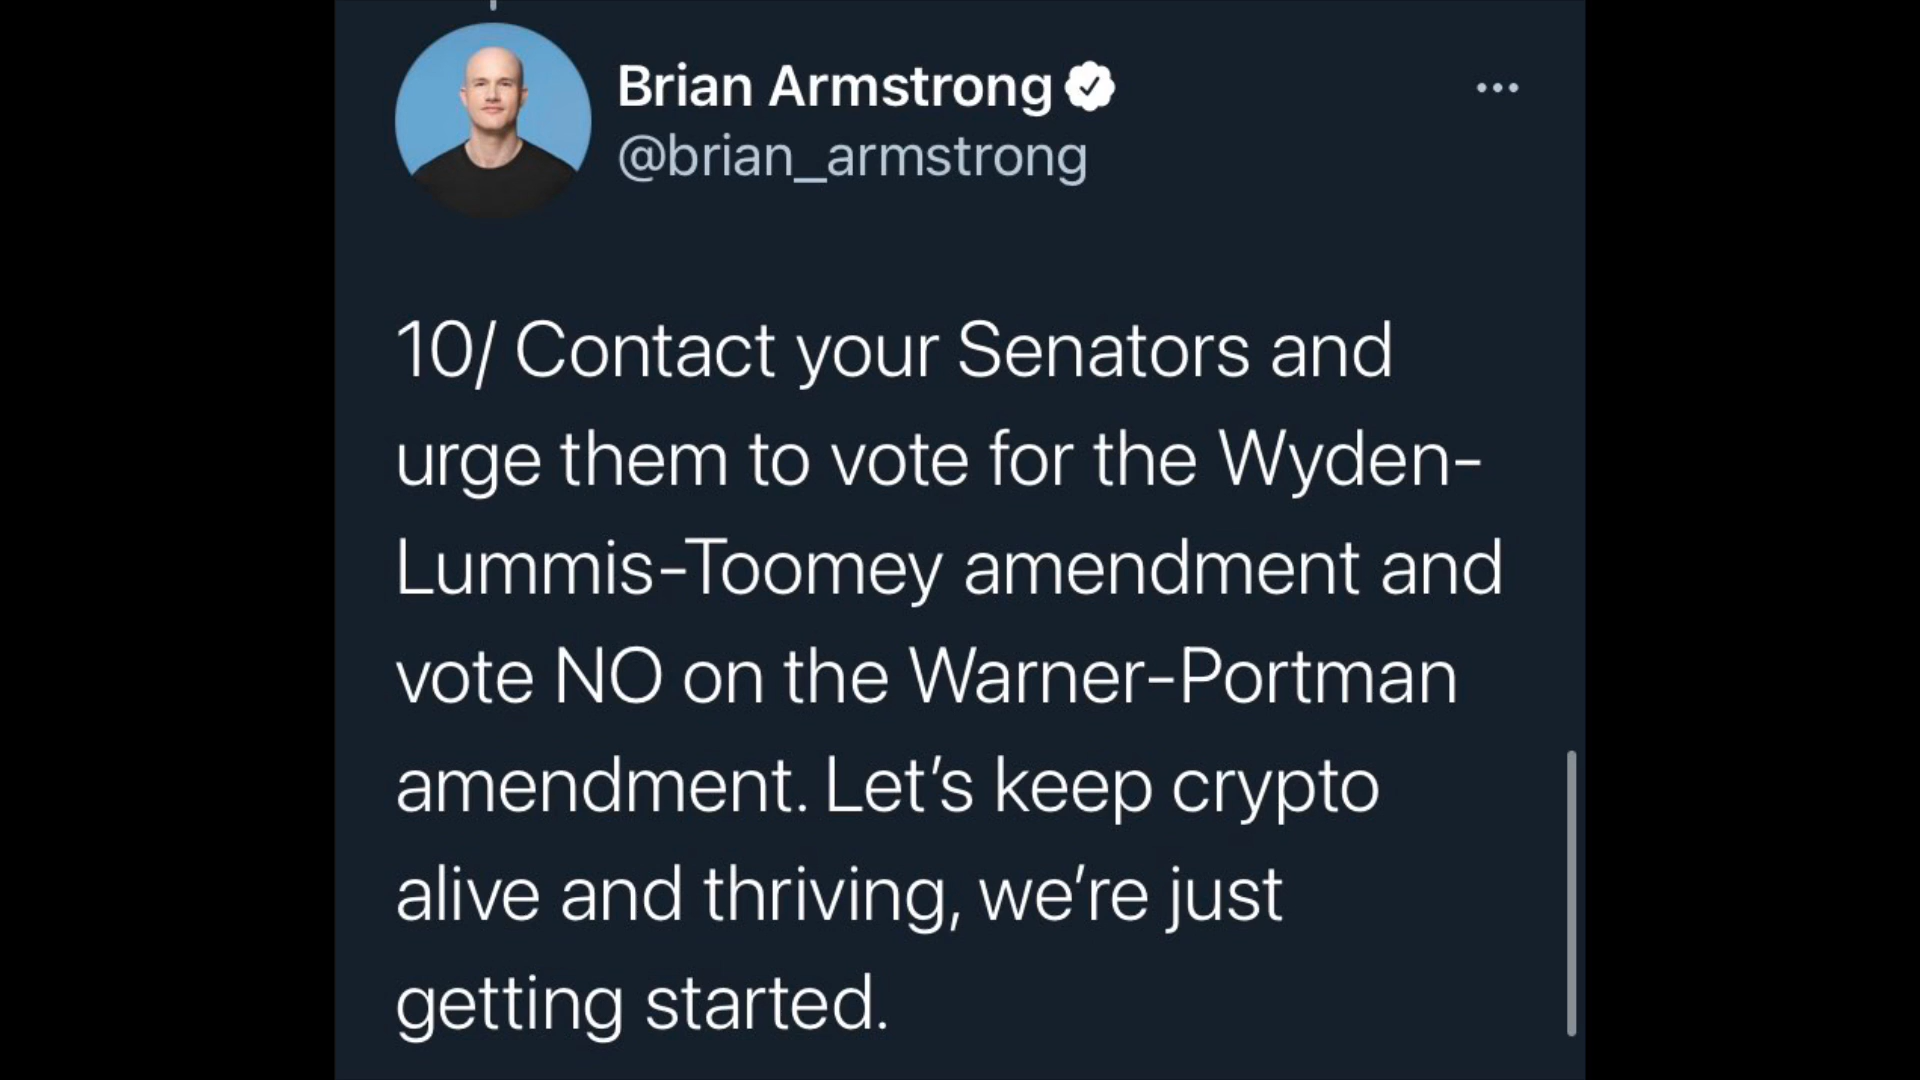 Brian Armstrong
@brian_armstrong
10/ Contact your Senators and
urge them to vote for the Wyden-
Lummis-Toomey amendment and
vote NO on the Warner-Portman
amendment. Let’s keep crypto
alive and thriving, we’re just
getting started.